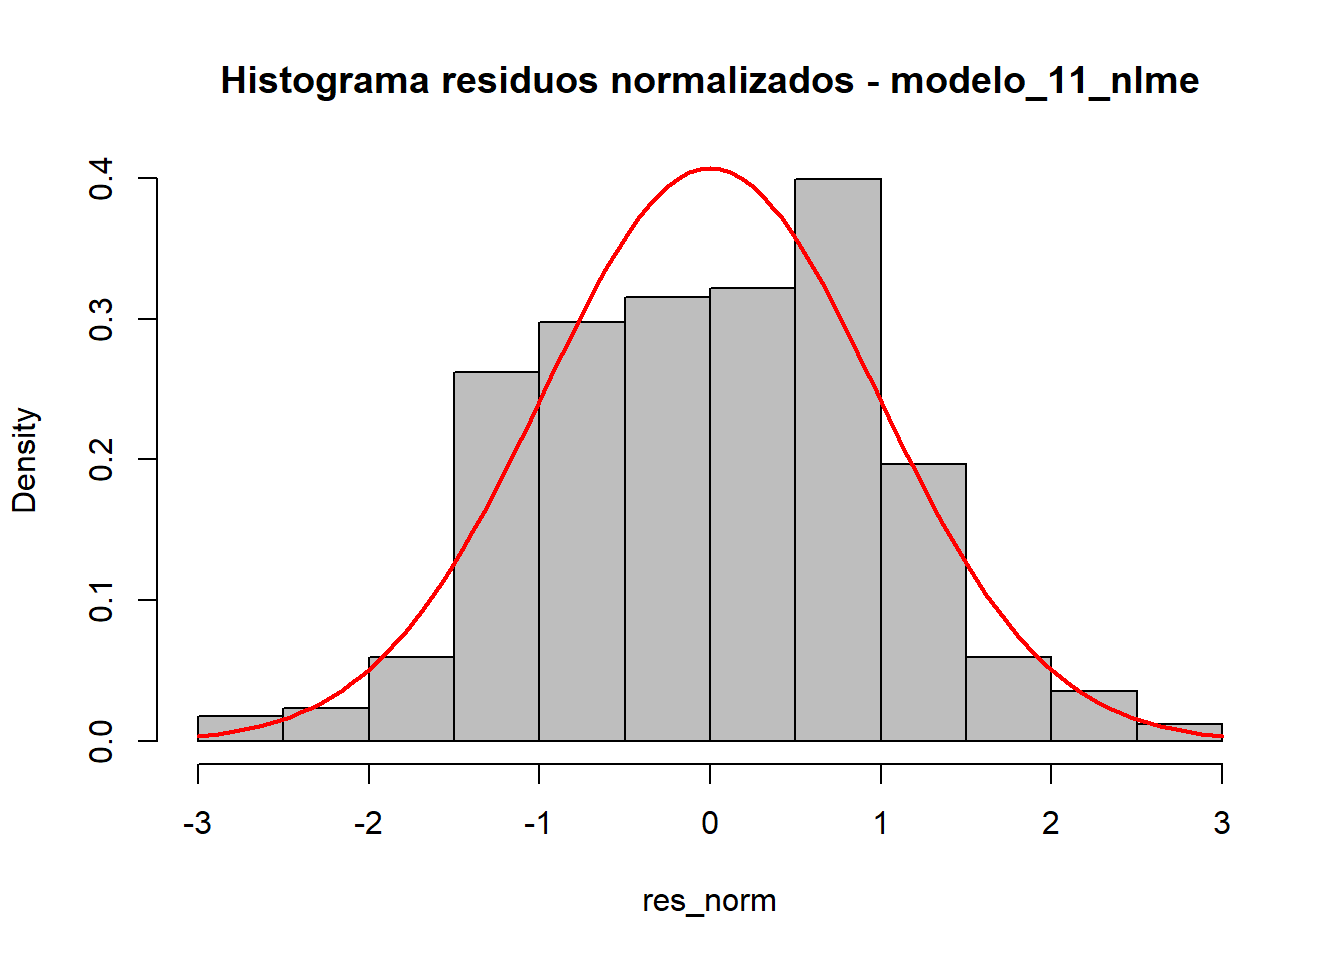 Histograma residuos normalizados - modelo_11_nlme
Density
0.4
0.3
0.2
0.1
0.0
-3 -2 -1 0 1 2 3
res_norm